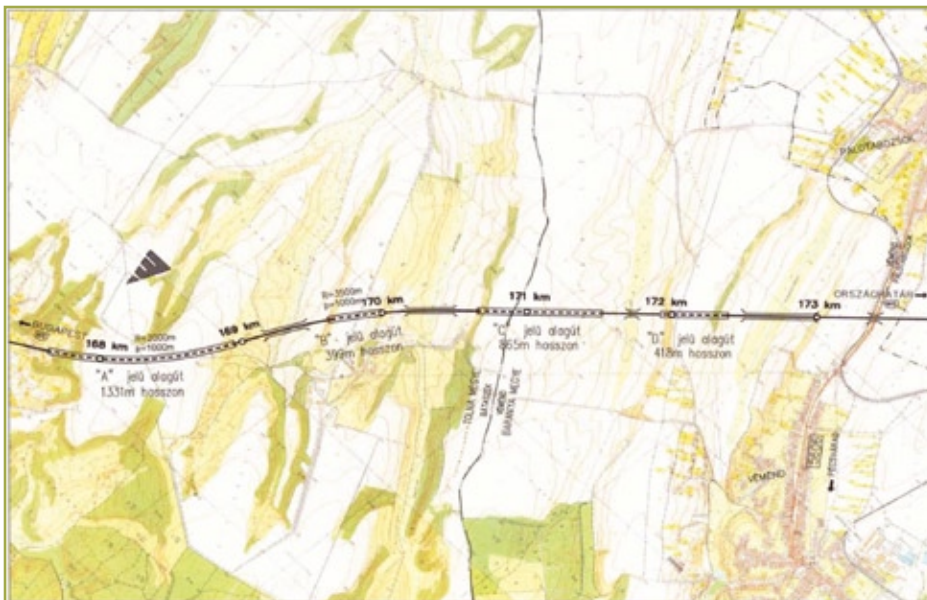 PALOTABOZSOK
ORSZÁGHATÁR
BUDAPEST
168 km
R=2000m
p=1000m
169 km
R=3500m
p=1000m
170 km
171 km
172 km
173 km
"A" jelű alagút
1331m hosszon
"B" jelű alagút
399m hosszon
"C" jelű alagút
865m hosszon
"D" jelű alagút
418m hosszon
TOLNA MEGYE
BÁTASZÉK
VÉMÉND
BARANYA MEGYE
VÉMÉND
PÉCSVÁRAD